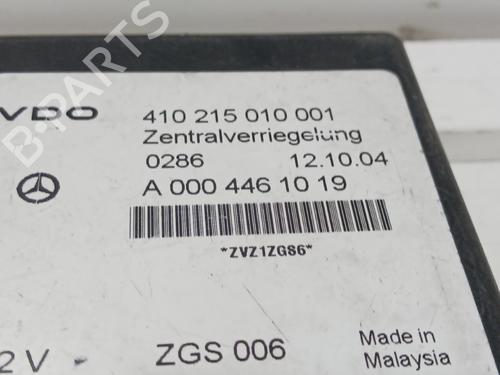 VDO
410 215 010 001
Zentralverriegelung
0286 12.10.04
A 000 446 10 19
*ZVZ1ZG86*
2 V - ZGS 006
Made in
Malaysia
B-PARTS